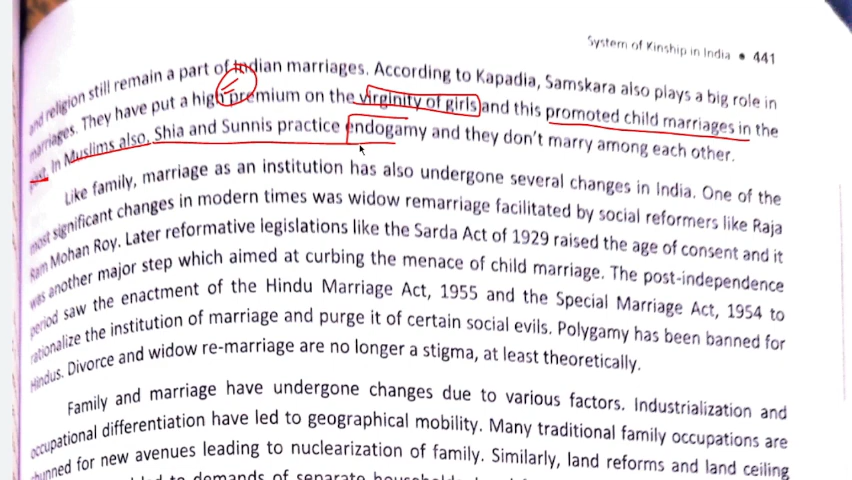 System of Kinship in India • 441
and religion still remain a part of Indian marriages. According to Kapadia, Samskara also plays a big role in
marriages. They have put a high premium on the virginity of girls and this promoted child marriages in the
past. In Muslims also, Shia and Sunnis practice endogamy and they don't marry among each other.
Like family, marriage as an institution has also undergone several changes in India. One of the
most significant changes in modern times was widow remarriage facilitated by social reformers like Raja
Ram Mohan Roy. Later reformative legislations like the Sarda Act of 1929 raised the age of consent and it
was another major step which aimed at curbing the menace of child marriage. The post-independence
period saw the enactment of the Hindu Marriage Act, 1955 and the Special Marriage Act, 1954 to
rationalize the institution of marriage and purge it of certain social evils. Polygamy has been banned for
Hindus. Divorce and widow re-marriage are no longer a stigma, at least theoretically.
Family and marriage have undergone changes due to various factors. Industrialization and
occupational differentiation have led to geographical mobility. Many traditional family occupations are
shunned for new avenues leading to nuclearization of family. Similarly, land reforms and land ceiling
to demands of separate